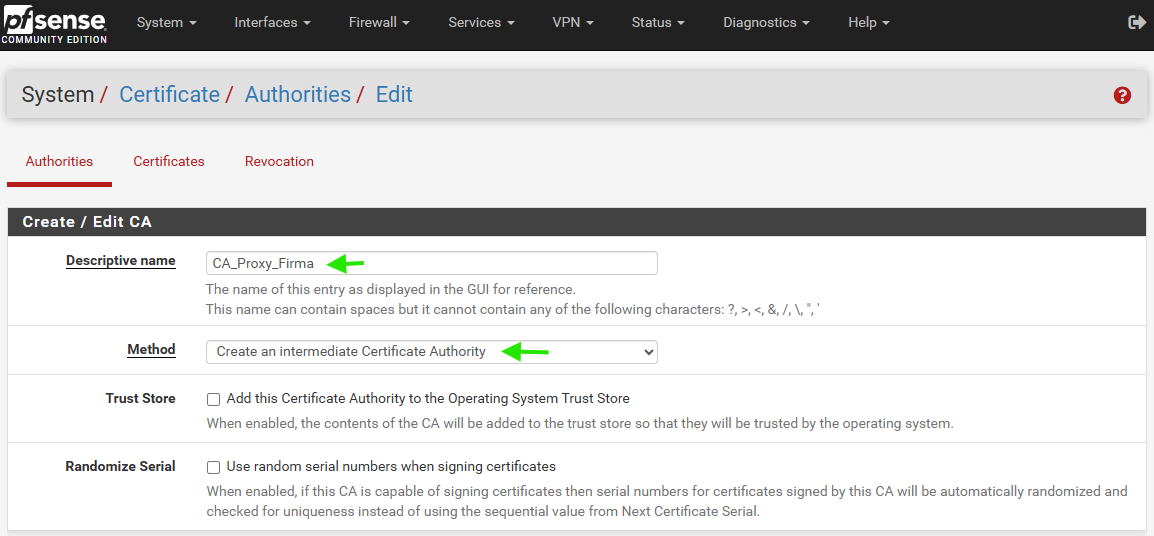 pfsense
COMMUNITY EDITION
System Interfaces Firewall Services VPN Status Diagnostics Help
System / Certificate / Authorities / Edit
Authorities Certificates Revocation
Create / Edit CA
Descriptive name CA_Proxy_Firma
The name of this entry as displayed in the GUI for reference.
This name can contain spaces but it cannot contain any of the following characters: ?, >, <, &, /, \, ", '
Method Create an intermediate Certificate Authority
Trust Store Add this Certificate Authority to the Operating System Trust Store
When enabled, the contents of the CA will be added to the trust store so that they will be trusted by the operating system.
Randomize Serial Use random serial numbers when signing certificates
When enabled, if this CA is capable of signing certificates then serial numbers for certificates signed by this CA will be automatically randomized and
checked for uniqueness instead of using the sequential value from Next Certificate Serial.